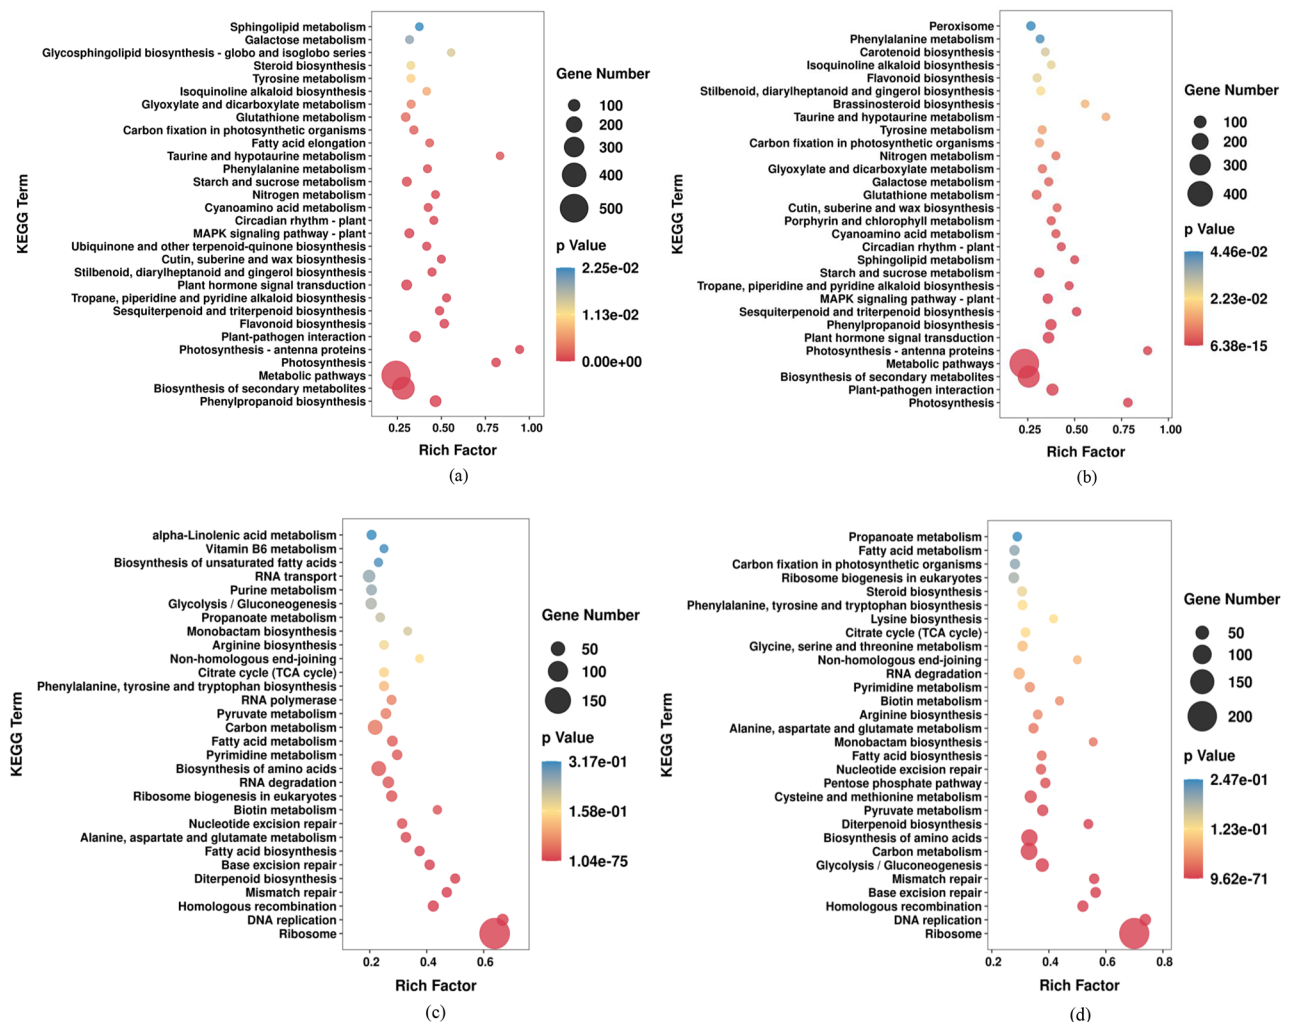 KEGG Term
Sphingolipid metabolism
Galactose metabolism
Glycosphingolipid biosynthesis - globo and isoglobo series
Steroid biosynthesis
Tyrosine metabolism
Isoquinoline alkaloid biosynthesis
Glyoxylate and dicarboxylate metabolism
Glutathione metabolism
Carbon fixation in photosynthetic organisms
Fatty acid elongation
Taurine and hypotaurine metabolism
Phenylalanine metabolism
Starch and sucrose metabolism
Nitrogen metabolism
Cyanoamino acid metabolism
Circadian rhythm - plant
MAPK signaling pathway - plant
Ubiquinone and other terpenoid-quinone biosynthesis
Cutin, suberine and wax biosynthesis
Stilbenoid, diarylheptanoid and gingerol biosynthesis
Plant hormone signal transduction
Tropane, piperidine and pyridine alkaloid biosynthesis
Sesquiterpenoid and triterpenoid biosynthesis
Flavonoid biosynthesis
Plant-pathogen interaction
Photosynthesis - antenna proteins
Photosynthesis
Metabolic pathways
Biosynthesis of secondary metabolites
Phenylpropanoid biosynthesis
0.25 0.50 0.75 1.00
Rich Factor
Gene Number
100
200
300
400
500
p Value
2.25e-02
1.13e-02
0.00e+00
(a)
KEGG Term
Peroxisome
Phenylalanine metabolism
Carotenoid biosynthesis
Isoquinoline alkaloid biosynthesis
Flavonoid biosynthesis
Stilbenoid, diarylheptanoid and gingerol biosynthesis
Brassinosteroid biosynthesis
Taurine and hypotaurine metabolism
Tyrosine metabolism
Carbon fixation in photosynthetic organisms
Nitrogen metabolism
Glyoxylate and dicarboxylate metabolism
Galactose metabolism
Glutathione metabolism
Cutin, suberine and wax biosynthesis
Porphyrin and chlorophyll metabolism
Cyanoamino acid metabolism
Circadian rhythm - plant
Sphingolipid metabolism
Starch and sucrose metabolism
Tropane, piperidine and pyridine alkaloid biosynthesis
MAPK signaling pathway - plant
Sesquiterpenoid and triterpenoid biosynthesis
Phenylpropanoid biosynthesis
Plant hormone signal transduction
Photosynthesis - antenna proteins
Metabolic pathways
Biosynthesis of secondary metabolites
Plant-pathogen interaction
Photosynthesis
0.25 0.50 0.75 1.00
Rich Factor
Gene Number
100
200
300
400
p Value
4.46e-02
2.23e-02
6.38e-15
(b)
KEGG Term
alpha-Linolenic acid metabolism
Vitamin B6 metabolism
Biosynthesis of unsaturated fatty acids
RNA transport
Purine metabolism
Glycolysis / Gluconeogenesis
Propanoate metabolism
Monobactam biosynthesis
Arginine biosynthesis
Non-homologous end-joining
Citrate cycle (TCA cycle)
Phenylalanine, tyrosine and tryptophan biosynthesis
RNA polymerase
Pyruvate metabolism
Carbon metabolism
Fatty acid metabolism
Pyrimidine metabolism
Biosynthesis of amino acids
RNA degradation
Ribosome biogenesis in eukaryotes
Biotin metabolism
Nucleotide excision repair
Alanine, aspartate and glutamate metabolism
Fatty acid biosynthesis
Base excision repair
Diterpenoid biosynthesis
Mismatch repair
Homologous recombination
DNA replication
Ribosome
0.2 0.4 0.6
Rich Factor
Gene Number
50
100
150
p Value
3.17e-01
1.58e-01
1.04e-75
(c)
KEGG Term
Propanoate metabolism
Fatty acid metabolism
Carbon fixation in photosynthetic organisms
Ribosome biogenesis in eukaryotes
Steroid biosynthesis
Phenylalanine, tyrosine and tryptophan biosynthesis
Lysine biosynthesis
Citrate cycle (TCA cycle)
Glycine, serine and threonine metabolism
Non-homologous end-joining
RNA degradation
Pyrimidine metabolism
Biotin metabolism
Arginine biosynthesis
Alanine, aspartate and glutamate metabolism
Monobactam biosynthesis
Fatty acid biosynthesis
Nucleotide excision repair
Pentose phosphate pathway
Cysteine and methionine metabolism
Pyruvate metabolism
Diterpenoid biosynthesis
Biosynthesis of amino acids
Carbon metabolism
Glycolysis / Gluconeogenesis
Mismatch repair
Base excision repair
Homologous recombination
DNA replication
Ribosome
0.2 0.4 0.6 0.8
Rich Factor
Gene Number
50
100
150
200
p Value
2.47e-01
1.23e-01
9.62e-71
(d)